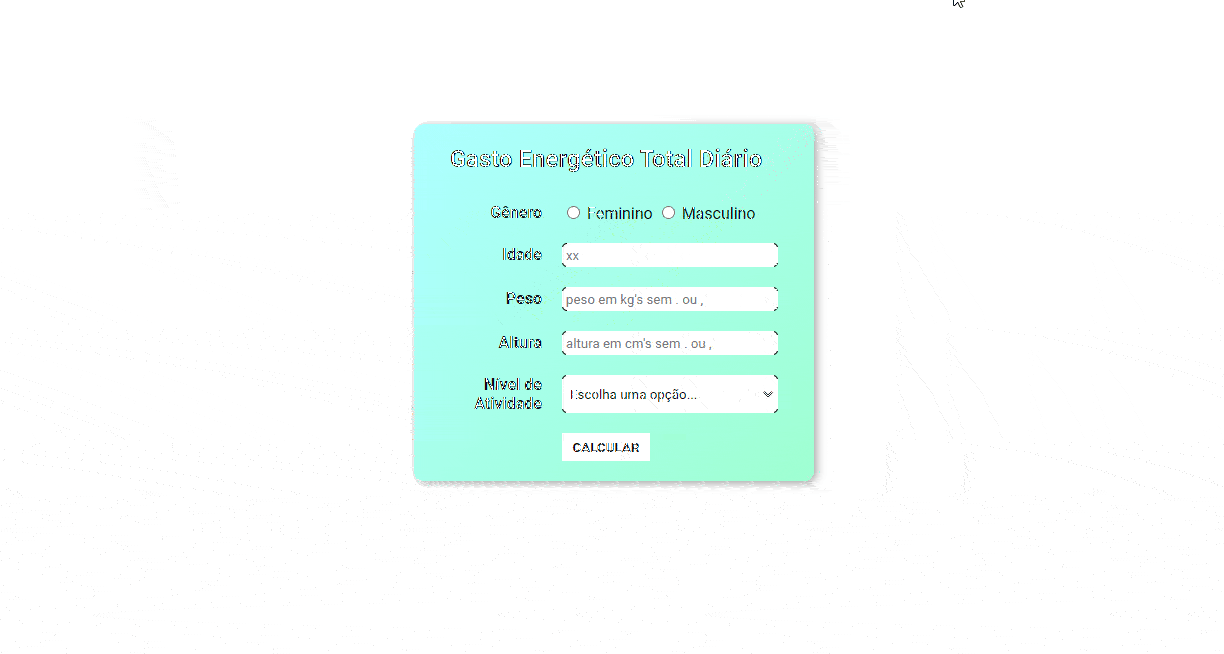 Gasto Energético Total Diário
Gênero Feminino Masculino
Idade xx
Peso peso em kg's sem . ou ,
Altura altura em cm's sem . ou ,
Nível de
Atividade Escolha uma opção...
CALCULAR